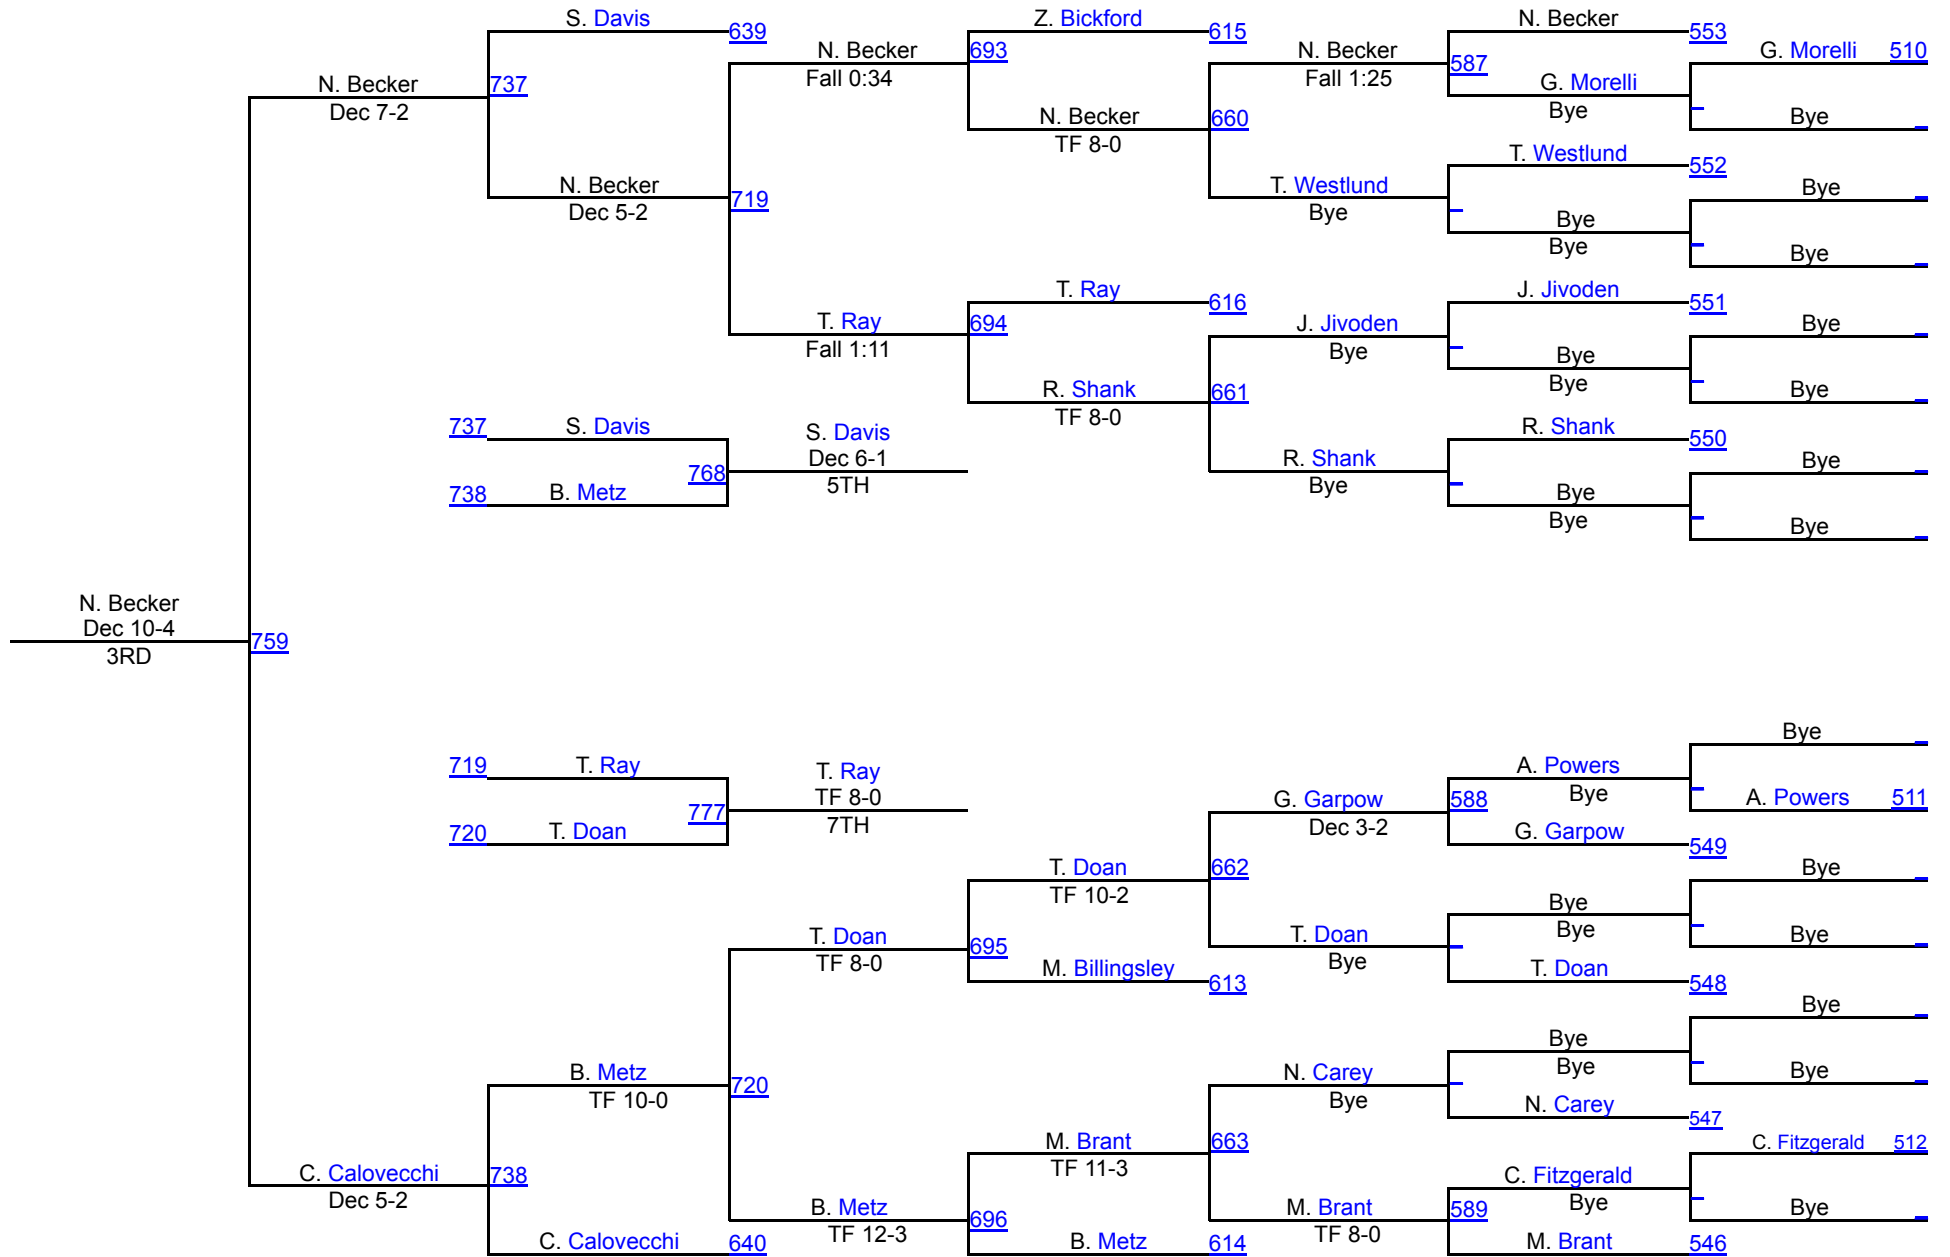 S. Davis
639
N. Becker
Dec 7-2
737
N. Becker
Dec 5-2
719
N. Becker
Fall 0:34
693
Z. Bickford
615
N. Becker
TF 8-0
660
N. Becker
Fall 1:25
587
N. Becker
553
G. Morelli
Bye
G. Morelli 510
Bye
T. Westlund
Bye
T. Westlund
552
Bye
Bye
Bye
Bye
T. Ray
Fall 1:11
694
T. Ray
616
R. Shank
TF 8-0
661
J. Jivoden
Bye
J. Jivoden
551
Bye
Bye
Bye
Bye
R. Shank
Bye
R. Shank
550
Bye
Bye
Bye
Bye
737
S. Davis
738
B. Metz
768
S. Davis
Dec 6-1
5TH
N. Becker
Dec 10-4
3RD
759
719
T. Ray
720
T. Doan
777
T. Ray
TF 8-0
7TH
Bye
A. Powers
Bye
A. Powers 511
G. Garpow
Dec 3-2
588
G. Garpow
549
T. Doan
TF 10-2
662
Bye
Bye
Bye
Bye
T. Doan
Bye
T. Doan
548
T. Doan
TF 8-0
695
M. Billingsley
613
B. Metz
TF 10-0
720
Bye
Bye
Bye
Bye
N. Carey
Bye
N. Carey
547
M. Brant
TF 11-3
663
C. Fitzgerald 512
C. Fitzgerald
Bye
Bye
M. Brant
TF 8-0
589
M. Brant
546
B. Metz
TF 12-3
696
B. Metz
614
C. Calovecchi
Dec 5-2
738
C. Calovecchi
640